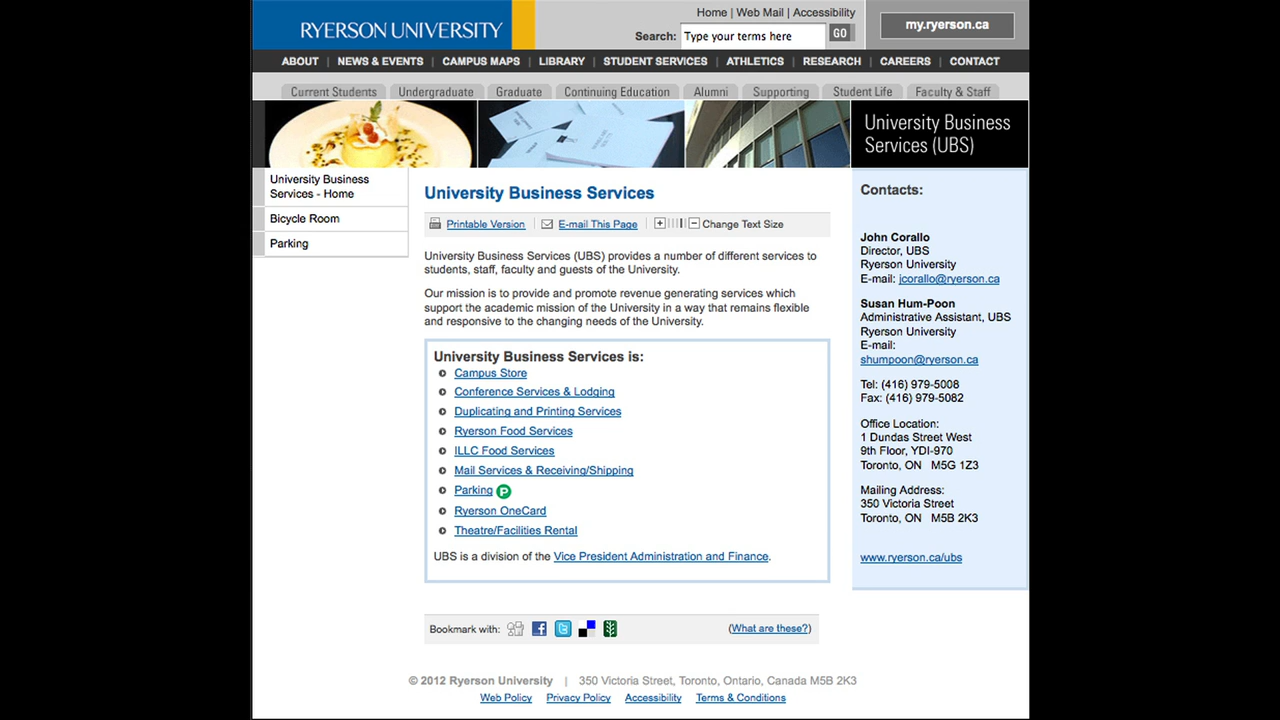 RYERSON UNIVERSITY
Home | Web Mail | Accessibility
Search: Type your terms here GO
my.ryerson.ca
ABOUT | NEWS & EVENTS | CAMPUS MAPS | LIBRARY | STUDENT SERVICES | ATHLETICS | RESEARCH | CAREERS | CONTACT
Current Students Undergraduate Graduate Continuing Education Alumni Supporting Student Life Faculty & Staff
University Business
Services (UBS)
University Business
Services - Home
Bicycle Room
Parking
University Business Services
Printable Version | E-mail This Page | Change Text Size
University Business Services (UBS) provides a number of different services to
students, staff, faculty and guests of the University.
Our mission is to provide and promote revenue generating services which
support the academic mission of the University in a way that remains flexible
and responsive to the changing needs of the University.
University Business Services is:
Campus Store
Conference Services & Lodging
Duplicating and Printing Services
Ryerson Food Services
ILLC Food Services
Mail Services & Receiving/Shipping
Parking P
Ryerson OneCard
Theatre/Facilities Rental
UBS is a division of the Vice President Administration and Finance.
Contacts:
John Corallo
Director, UBS
Ryerson University
E-mail: jcorallo@ryerson.ca
Susan Hum-Poon
Administrative Assistant, UBS
Ryerson University
E-mail:
shumpoon@ryerson.ca
Tel: (416) 979-5008
Fax: (416) 979-5082
Office Location:
1 Dundas Street West
9th Floor, YDI-970
Toronto, ON M5G 1Z3
Mailing Address:
350 Victoria Street
Toronto, ON M5B 2K3
www.ryerson.ca/ubs
Bookmark with: (What are these?)
© 2012 Ryerson University | 350 Victoria Street, Toronto, Ontario, Canada M5B 2K3
Web Policy Privacy Policy Accessibility Terms & Conditions